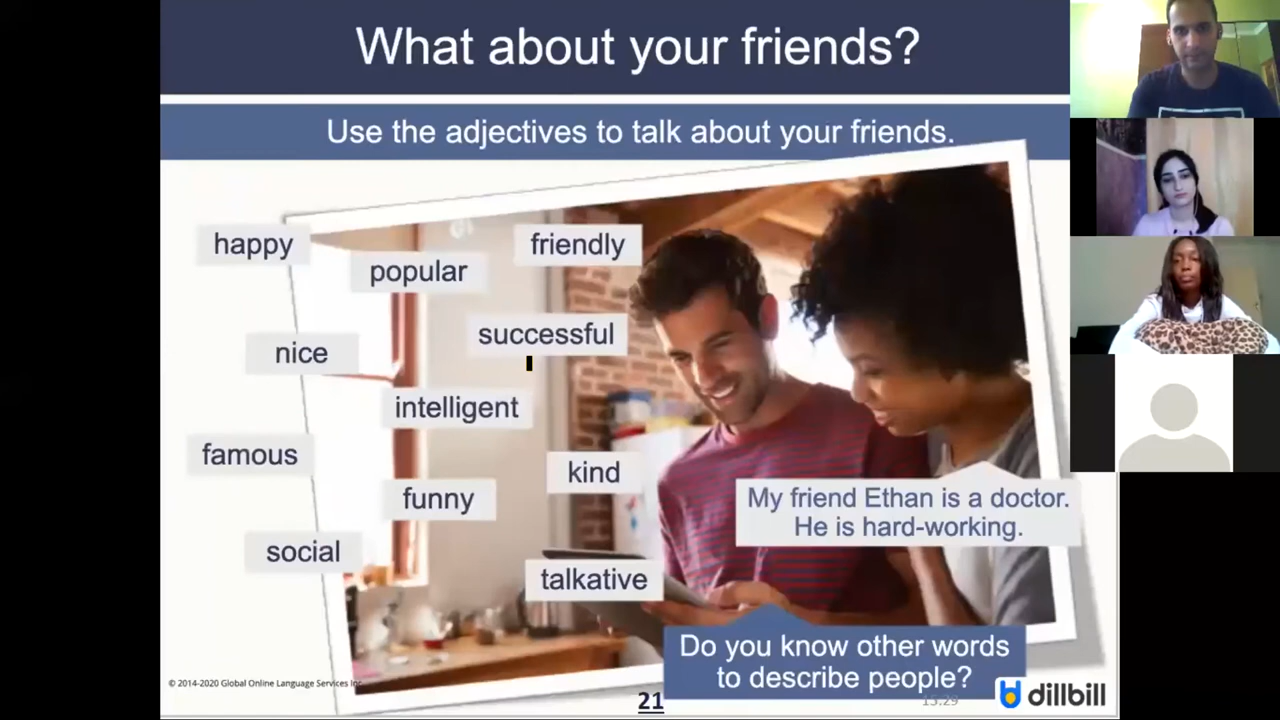 What about your friends?
Use the adjectives to talk about your friends.
happy
popular
friendly
nice
successful
intelligent
famous
kind
funny
social
talkative
My friend Ethan is a doctor.
He is hard-working.
Do you know other words
to describe people?
© 2014-2020 Global Online Language Services Inc
21
15:29
dillbill